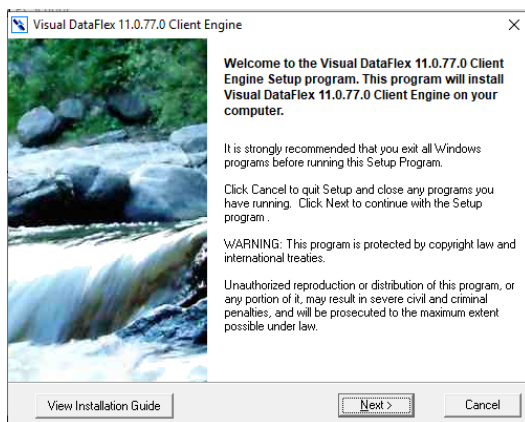 Visual DataFlex 11.0.77.0 Client Engine
Welcome to the Visual DataFlex 11.0.77.0 Client
Engine Setup program. This program will install
Visual DataFlex 11.0.77.0 Client Engine on your
computer.
It is strongly recommended that you exit all Windows
programs before running this Setup Program.
Click Cancel to quit Setup and close any programs you
have running. Click Next to continue with the Setup
program .
WARNING: This program is protected by copyright law and
international treaties.
Unauthorized reproduction or distribution of this program, or
any portion of it, may result in severe civil and criminal
penalties, and will be prosecuted to the maximum extent
possible under law.
View Installation Guide
Next >
Cancel